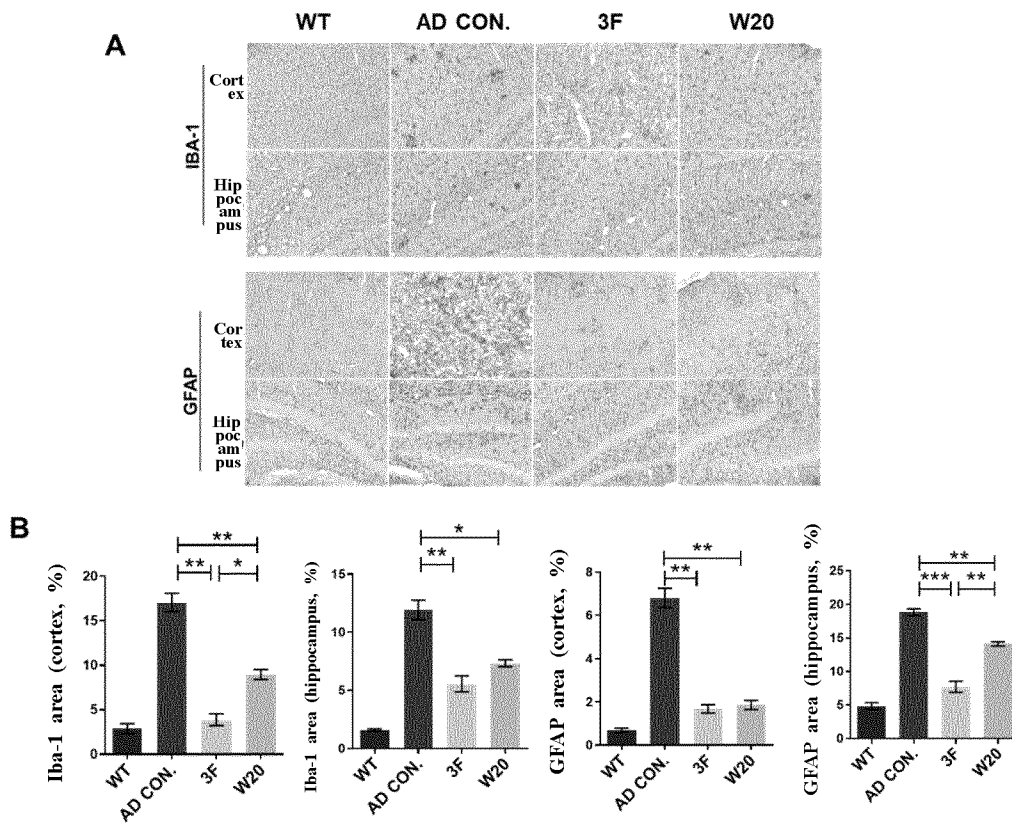 WT AD CON. 3F W20
A
IBA-1
Cort
ex
Hip
poc
am
pus
GFAP
Cor
tex
Hip
poc
am
pus
B
Iba-1 area (cortex, %)
20
15
10
5
0
**
** *
WT AD CON. 3F W20
Iba-1 area (hippocampus, %)
15
10
5
0
*
**
WT AD CON. 3F W20
GFAP area (cortex, %)
8
6
4
2
0
**
**
WT AD CON. 3F W20
GFAP area (hippocampus, %)
25
20
15
10
5
0
**
*** **
WT AD CON. 3F W20